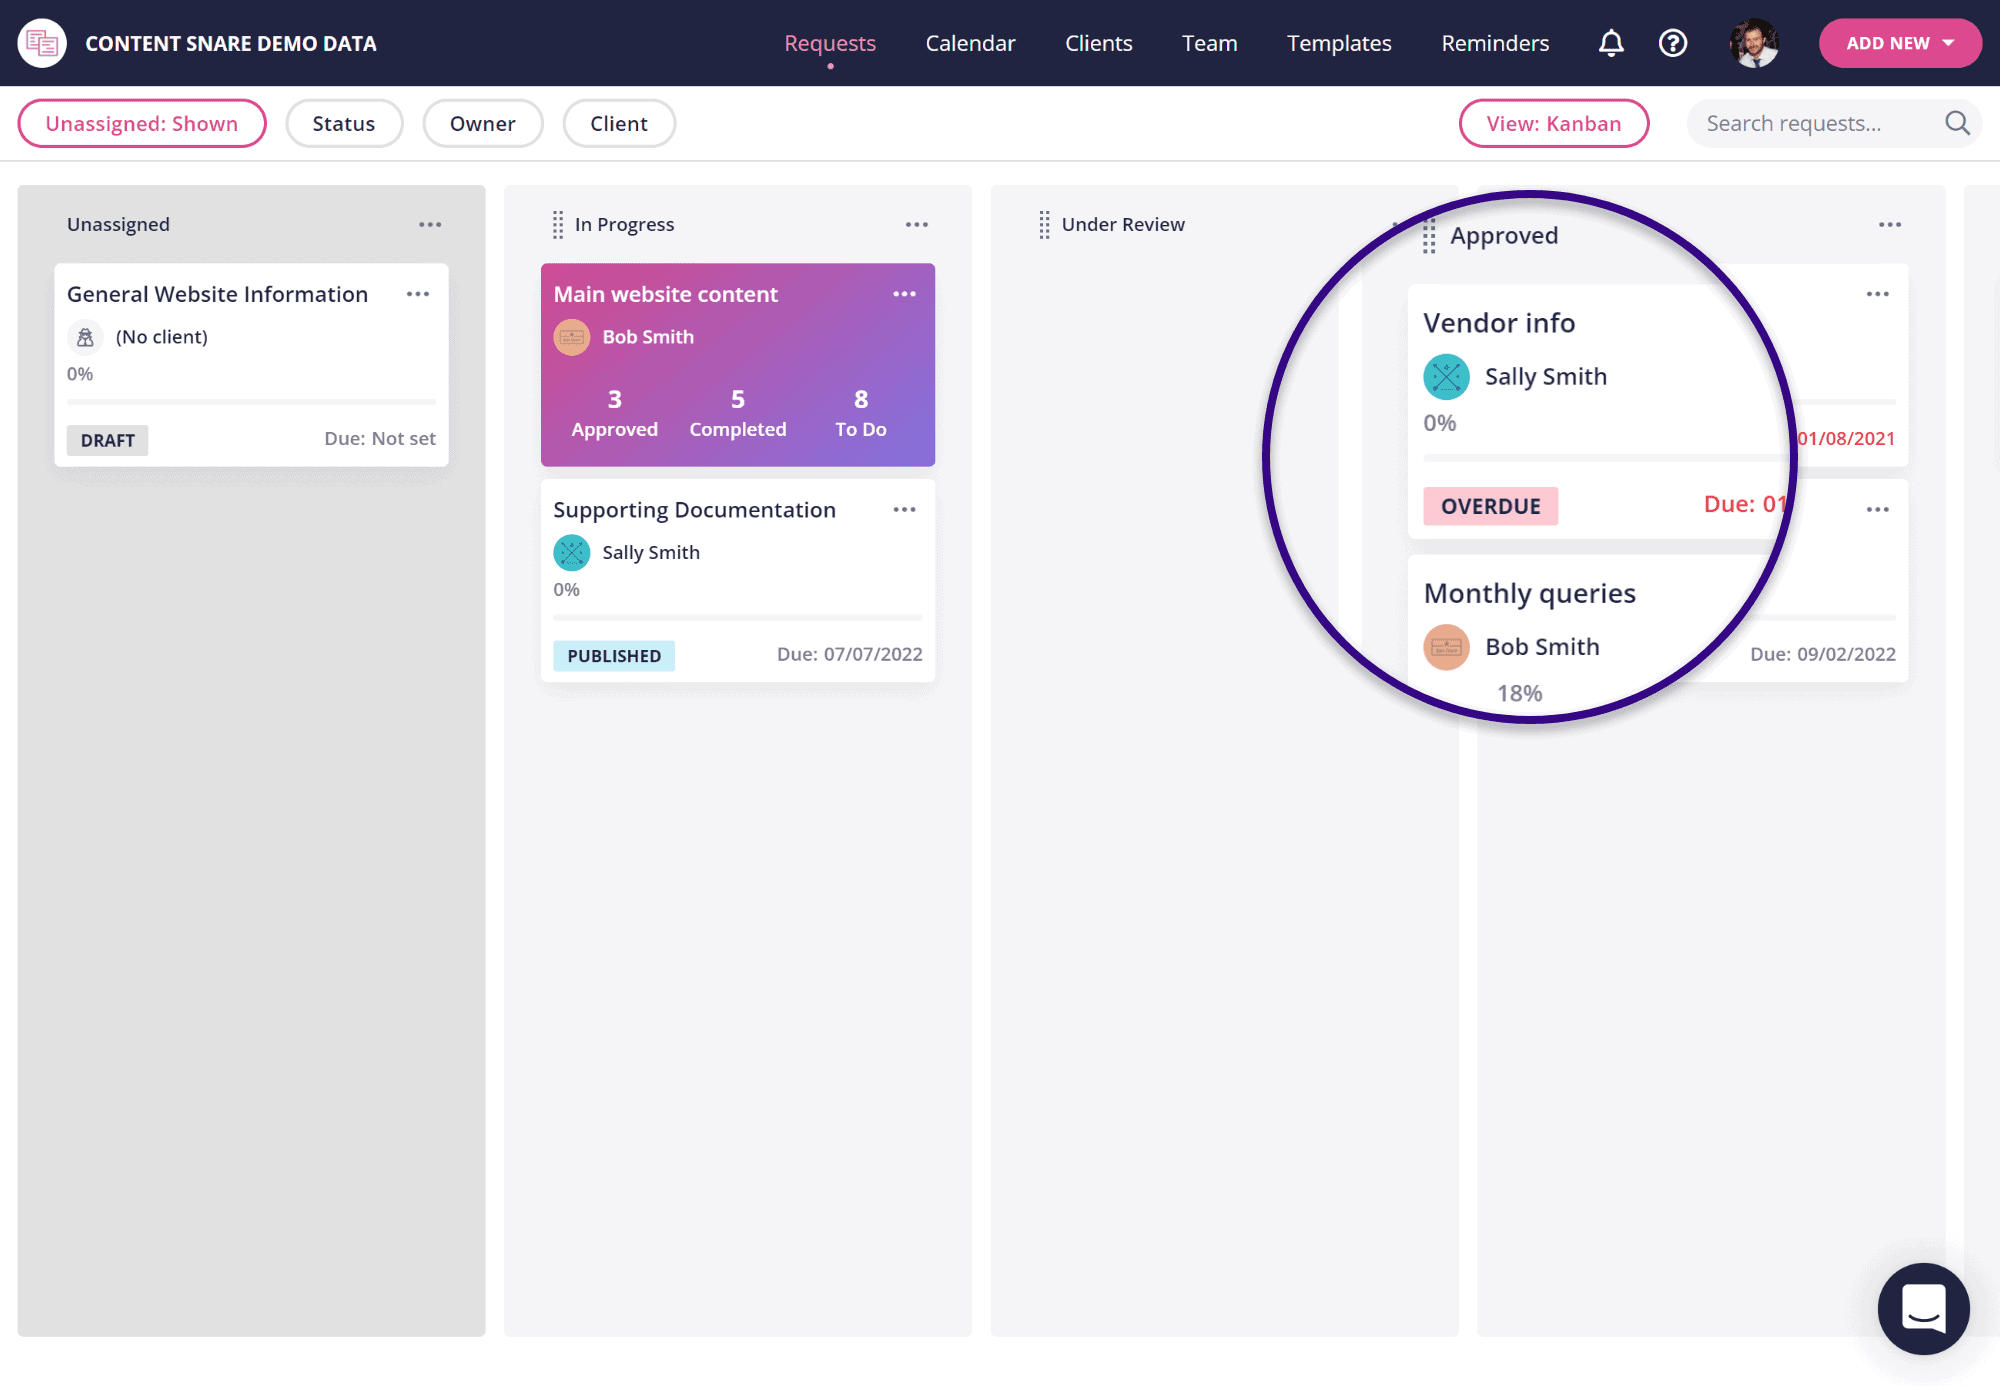 CONTENT SNARE DEMO DATA
Requests
Calendar
Clients
Team
Templates
Reminders
ADD NEW
Unassigned: Shown
Status
Owner
Client
View: Kanban
Search requests...
Unassigned
General Website Information
(No client)
0%
DRAFT
Due: Not set
In Progress
Main website content
Bob Smith
3
5
8
Approved
Completed
To Do
Supporting Documentation
Sally Smith
0%
PUBLISHED
Due: 07/07/2022
Under Review
Approved
Vendor info
Sally Smith
0%
OVERDUE
Due: 01
01/08/2021
Monthly queries
Bob Smith
18%
Due: 09/02/2022